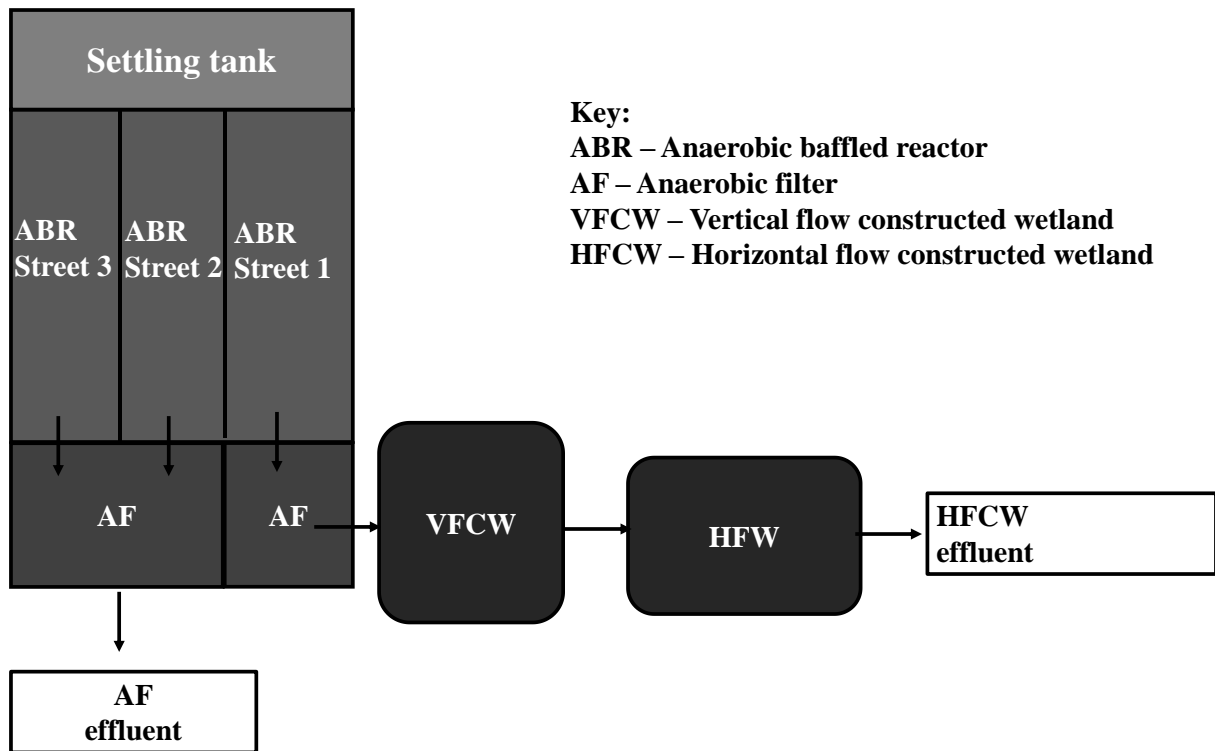 Settling tank
Key:
ABR – Anaerobic baffled reactor
AF – Anaerobic filter
VFCW – Vertical flow constructed wetland
HFCW – Horizontal flow constructed wetland
ABR
Street 3
ABR
Street 2
ABR
Street 1
AF
AF
VFCW
HFW
HFCW
effluent
AF
effluent